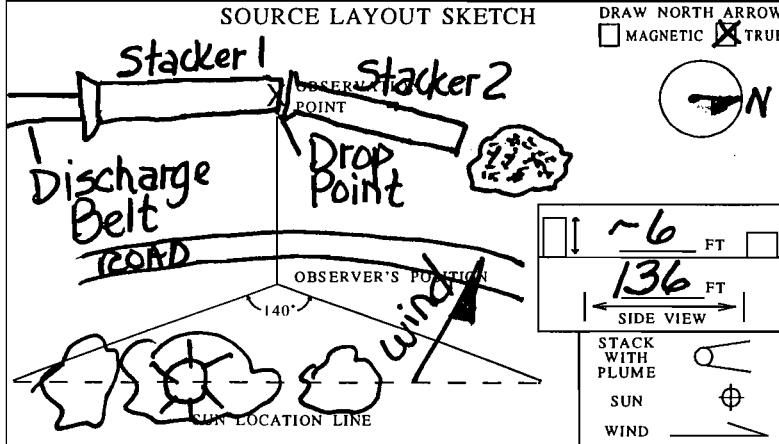 SOURCE LAYOUT SKETCH
DRAW NORTH ARROW
MAGNETIC X TRUE
N
Stacker 1
Stacker 2
X OBSERVATION
POINT
Discharge
Belt
Drop
Point
ROAD
OBSERVER'S POSITION
140°
Wind
SUN LOCATION LINE
~6 FT
136 FT
SIDE VIEW
STACK
WITH
PLUME
SUN
WIND